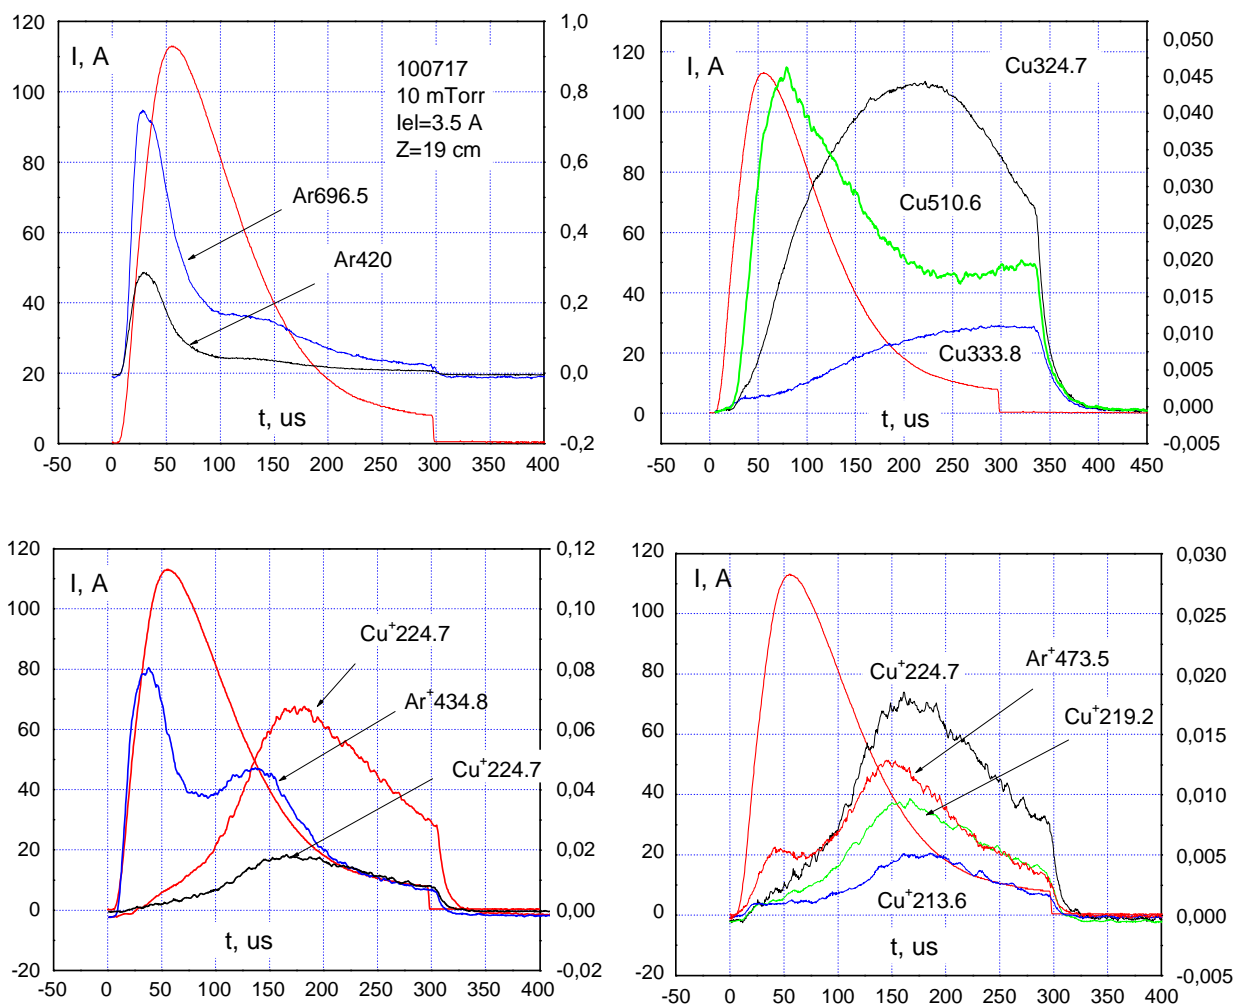 120
100
80
60
40
20
0
I, A
100717
10 mTorr
Iel=3.5 A
Z=19 cm
Ar696.5
Ar420
t, us
1,0
0,8
0,6
0,4
0,2
0,0
-0,2
-50 0 50 100 150 200 250 300 350 400
120
100
80
60
40
20
0
I, A
Cu324.7
Cu510.6
Cu333.8
t, us
0,050
0,045
0,040
0,035
0,030
0,025
0,020
0,015
0,010
0,005
0,000
-0,005
-50 0 50 100 150 200 250 300 350 400 450
120
100
80
60
40
20
0
-20
I, A
Cu⁺224.7
Ar⁺434.8
Cu⁺224.7
t, us
0,12
0,10
0,08
0,06
0,04
0,02
0,00
-0,02
-50 0 50 100 150 200 250 300 350 400
120
100
80
60
40
20
0
-20
I, A
Ar⁺473.5
Cu⁺224.7
Cu⁺219.2
Cu⁺213.6
t, us
0,030
0,025
0,020
0,015
0,010
0,005
0,000
-0,005
-50 0 50 100 150 200 250 300 350 400